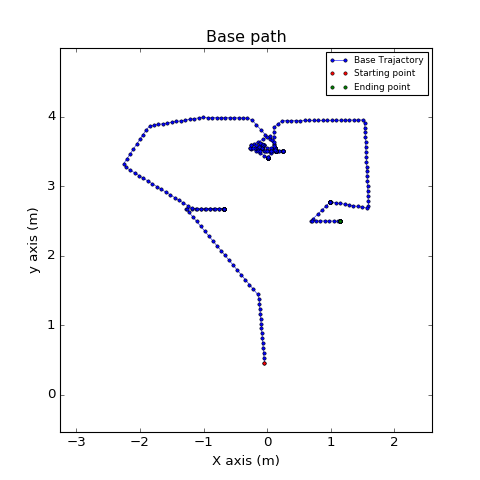 Base path
Base Trajactory
Starting point
Ending point
4
3
2
1
0
y axis (m)
−3 −2 −1 0 1 2
X axis (m)